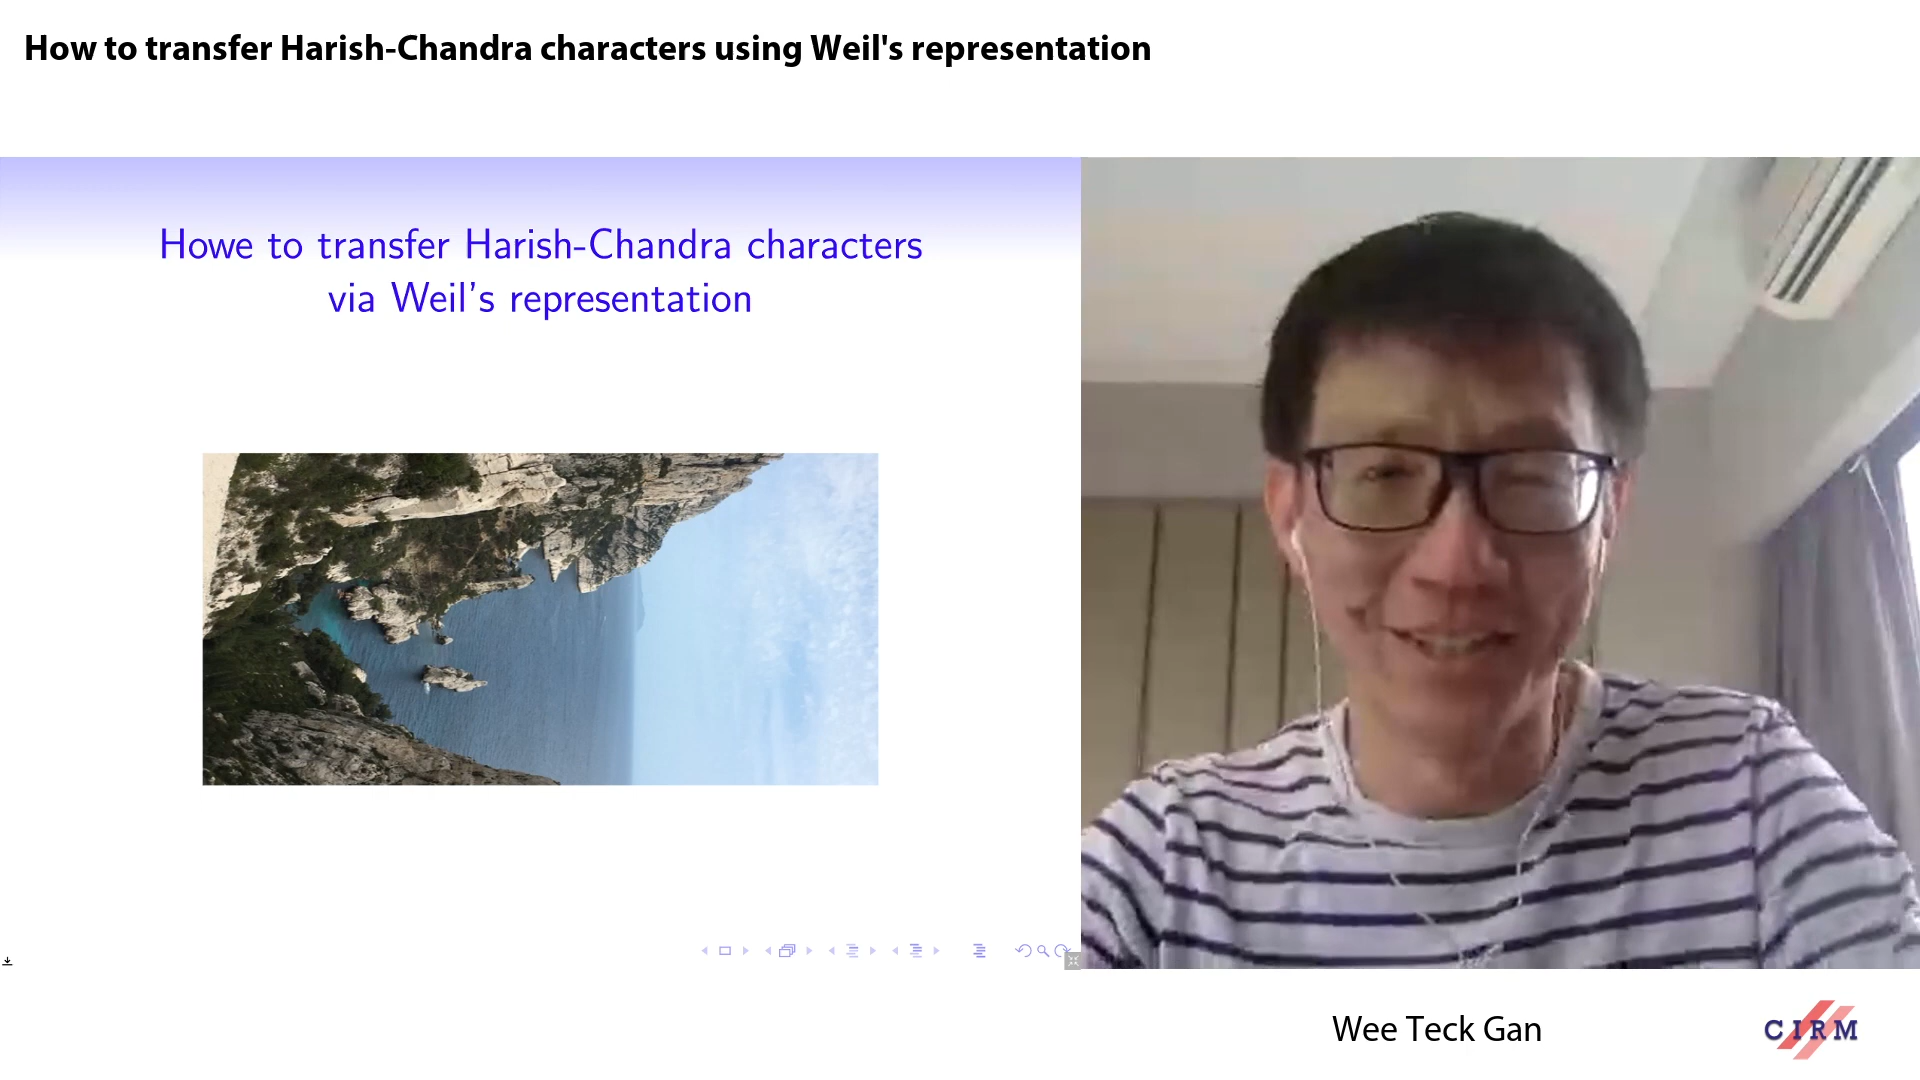 How to transfer Harish-Chandra characters using Weil's representation
Howe to transfer Harish-Chandra characters
via Weil's representation
Wee Teck Gan
CIRM